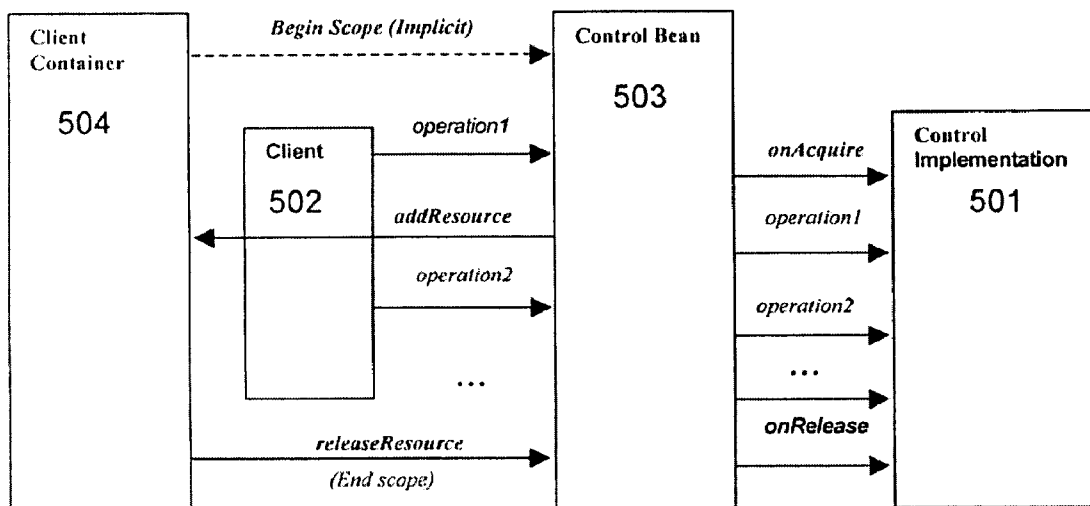 Client
Container
504
Begin Scope (Implicit)
Control Bean
503
operation1
Client
502
addResource
operation2
...
releaseResource
(End scope)
onAcquire
operation1
operation2
...
onRelease
Control
Implementation
501